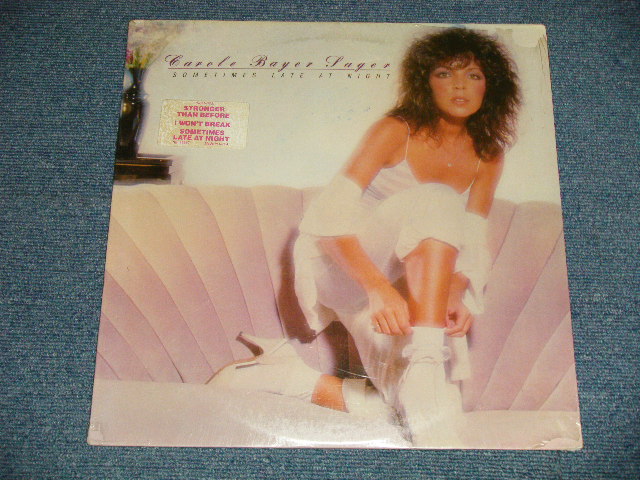 Carole Bayer Sager
SOMETIMES LATE AT NIGHT
STRONGER
THAN BEFORE
I WON'T BREAK
SOMETIMES
LATE AT NIGHT